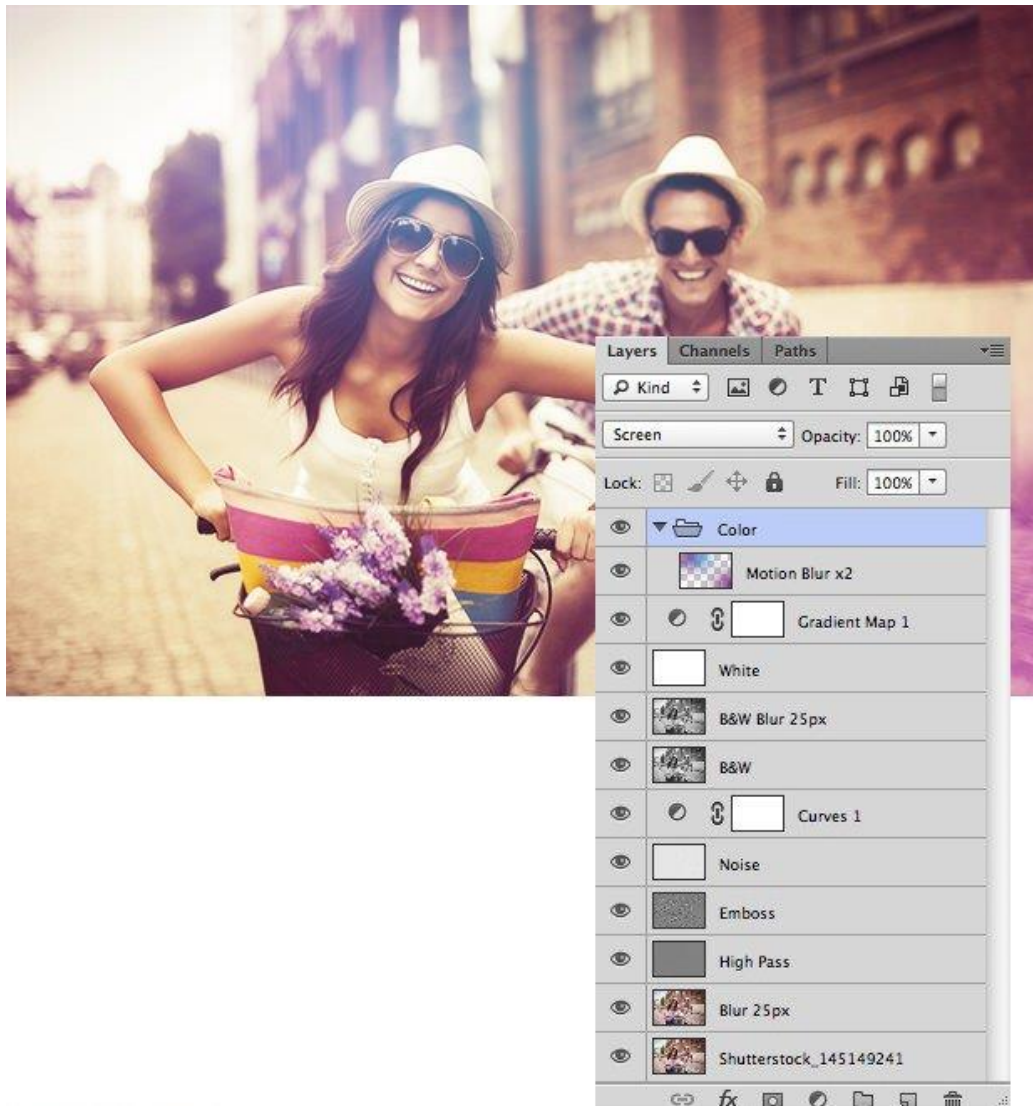 Layers Channels Paths
Kind T
Screen Opacity: 100%
Lock: Fill: 100%
Color
Motion Blur x2
Gradient Map 1
White
B&W Blur 25px
B&W
Curves 1
Noise
Emboss
High Pass
Blur 25px
Shutterstock_145149241
fx